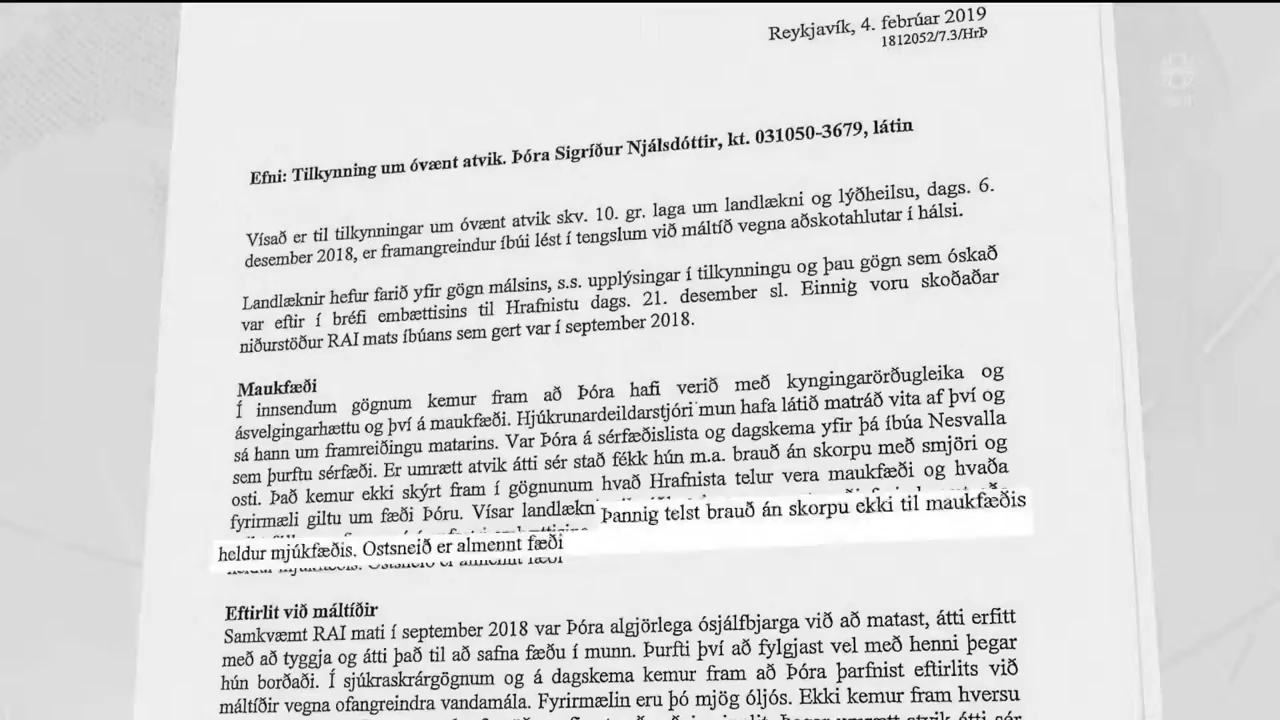 Reykjavík, 4. febrúar 2019
1812052/7.3/HrÞ
Efni: Tilkynning um óvænt atvik. Þóra Sigríður Njálsdóttir, kt. 031050-3679, látin
Vísað er til tilkynningar um óvænt atvik skv. 10. gr. laga um landlækni og lýðheilsu, dags. 6.
desember 2018, er framangreindur íbúi lést í tengslum við máltíð vegna aðskotahlutar í hálsi.
Landlæknir hefur farið yfir gögn málsins, s.s. upplýsingar í tilkynningu og þau gögn sem óskað
var eftir í bréfi embættisins til Hrafnistu dags. 21. desember sl. Einnig voru skoðaðar
niðurstöður RAI mats íbúans sem gert var í september 2018.
Maukfæði
Í innsendum gögnum kemur fram að Þóra hafi verið með kyngingarörðugleika og
ásvelgingarhættu og því á maukfæði. Hjúkrunardeildarstjóri mun hafa látið matráð vita af því og
sá hann um framreiðingu matarins. Var Þóra á sérfæðislista og dagskema yfir þá íbúa Nesvalla
sem þurftu sérfæði. Er umrætt atvik átti sér stað fékk hún m.a. brauð án skorpu með smjöri og
osti. Það kemur ekki skýrt fram í gögnunum hvað Hrafnista telur vera maukfæði og hvaða
fyrirmæli giltu um fæði Þóru. Vísar landlækn
Þannig telst brauð án skorpu ekki til maukfæðis
heldur mjúkfæðis. Ostsneið er almennt fæði
Eftirlit við máltíðir
Samkvæmt RAI mati í september 2018 var Þóra algjörlega ósjálfbjarga við að matast, átti erfitt
með að tyggja og átti það til að safna fæðu í munn. Þurfti því að fylgjast vel með henni þegar
hún borðaði. Í sjúkraskrárgögnum og á dagskema kemur fram að Þóra þarfnist eftirlits við
máltíðir vegna ofangreindra vandamála. Fyrirmælin eru þó mjög óljós. Ekki kemur fram hversu